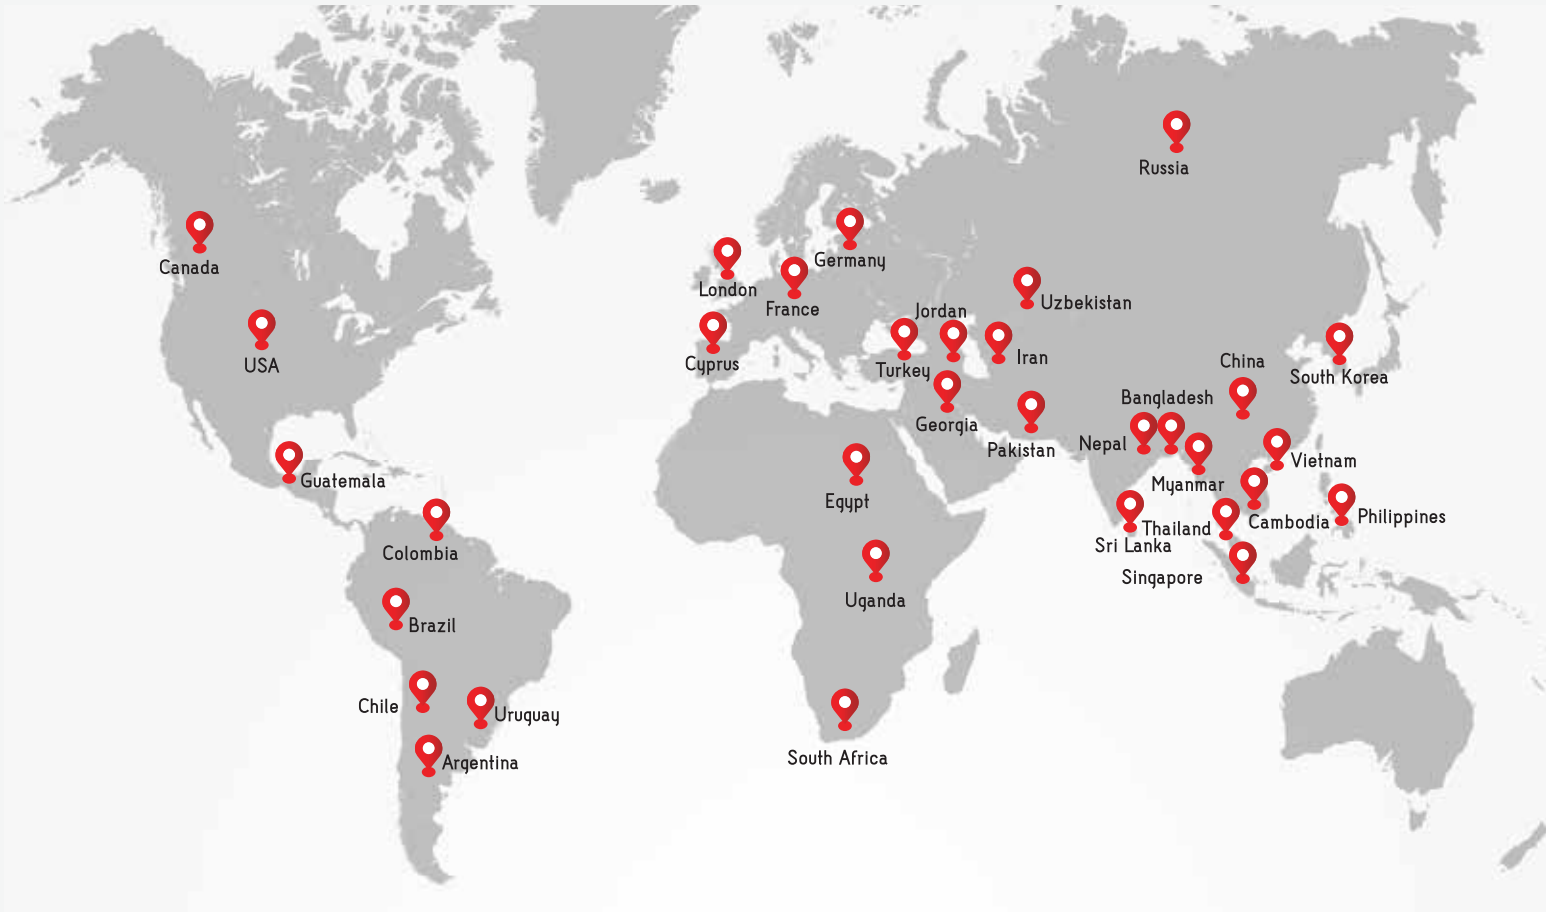 Russia
Canada
Germany
London
France
Uzbekistan
Jordan
USA
Cyprus
Turkey
Iran
China
South Korea
Bangladesh
Georgia
Pakistan
Nepal
Vietnam
Guatemala
Myanmar
Egypt
Philippines
Cambodia
Thailand
Sri Lanka
Colombia
Singapore
Uganda
Brazil
Chile
Uruguay
Argentina
South Africa